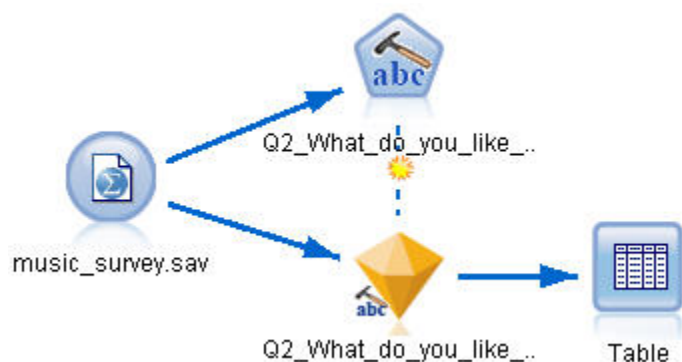 abc
Q2_What_do_you_like_..
Σ
music_survey.sav
abc
Q2_What_do_you_like_..
Table